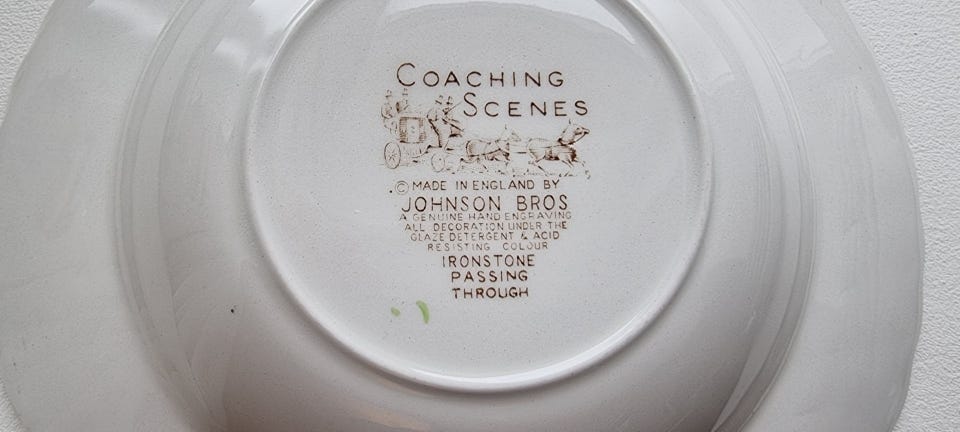 COACHING
SCENES
© MADE IN ENGLAND BY
JOHNSON BROS
A GENUINE HAND ENGRAVING
ALL DECORATION UNDER THE
GLAZE DETERGENT & ACID
RESISTING COLOUR
IRONSTONE
PASSING
THROUGH